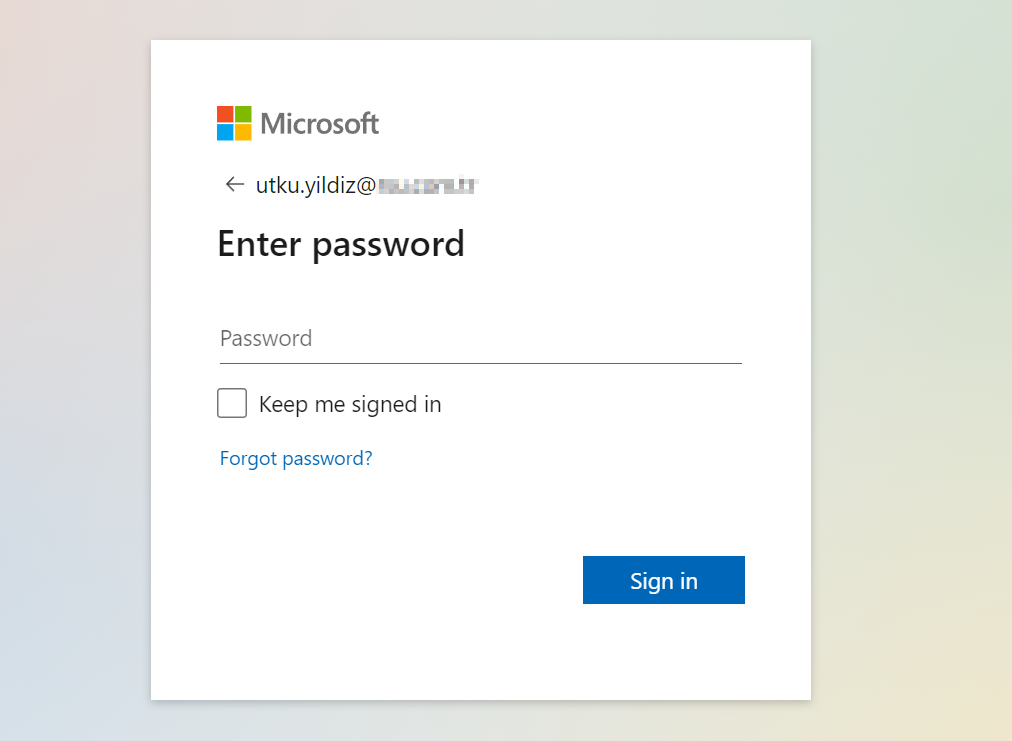 Microsoft
← utku.yildiz@
Enter password
Password
Keep me signed in
Forgot password?
Sign in